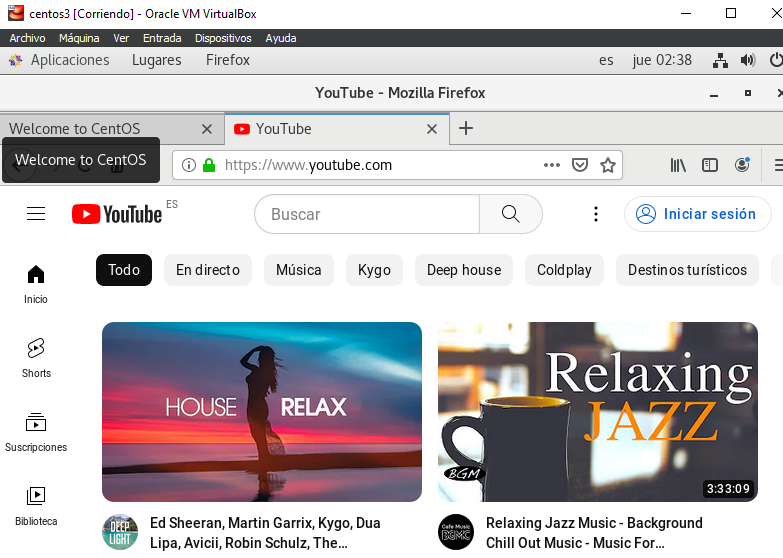 centos3 [Corriendo] - Oracle VM VirtualBox
Archivo Máquina Ver Entrada Dispositivos Ayuda
Aplicaciones Lugares Firefox es jue 02:38
YouTube - Mozilla Firefox
Welcome to CentOS YouTube
Welcome to CentOS
https://www.youtube.com
YouTube ES
Buscar
Iniciar sesión
Todo En directo Música Kygo Deep house Coldplay Destinos turísticos
Inicio
Shorts
Suscripciones
Biblioteca
HOUSE RELAX
Relaxing
JAZZ
BGM
3:33:09
DEEP
LIGHT
Ed Sheeran, Martin Garrix, Kygo, Dua
Lipa, Avicii, Robin Schulz, The...
Cafe Music
BGMC
Relaxing Jazz Music - Background
Chill Out Music - Music For...